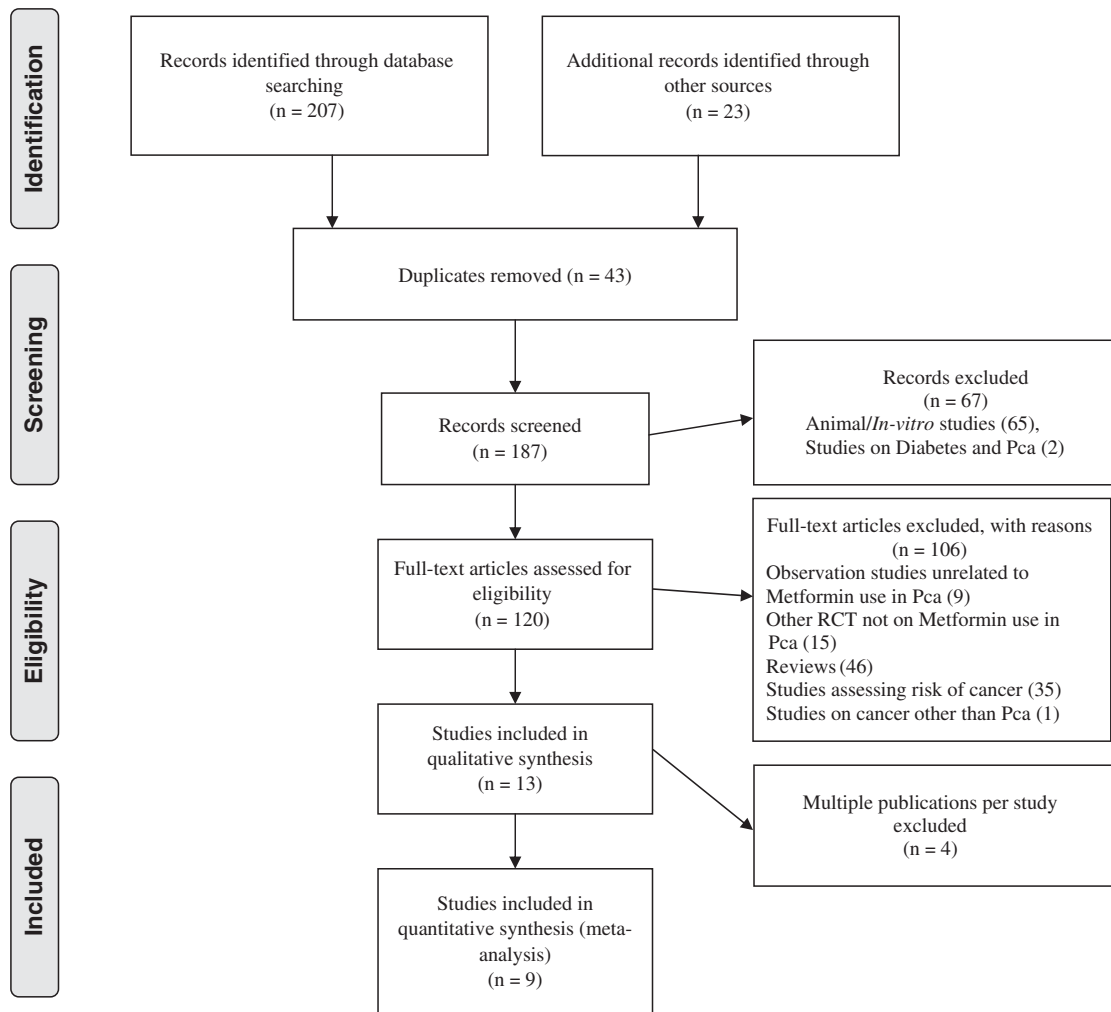 Identification
Records identified through database
searching
(n = 207)
Additional records identified through
other sources
(n = 23)
Duplicates removed (n = 43)
Screening
Records screened
(n = 187)
Records excluded
(n = 67)
Animal/In-vitro studies (65),
Studies on Diabetes and Pca (2)
Eligibility
Full-text articles assessed for
eligibility
(n = 120)
Full-text articles excluded, with reasons
(n = 106)
Observation studies unrelated to
Metformin use in Pca (9)
Other RCT not on Metformin use in
Pca (15)
Reviews (46)
Studies assessing risk of cancer (35)
Studies on cancer other than Pca (1)
Studies included in
qualitative synthesis
(n = 13)
Included
Multiple publications per study
excluded
(n = 4)
Studies included in
quantitative synthesis (meta-
analysis)
(n = 9)